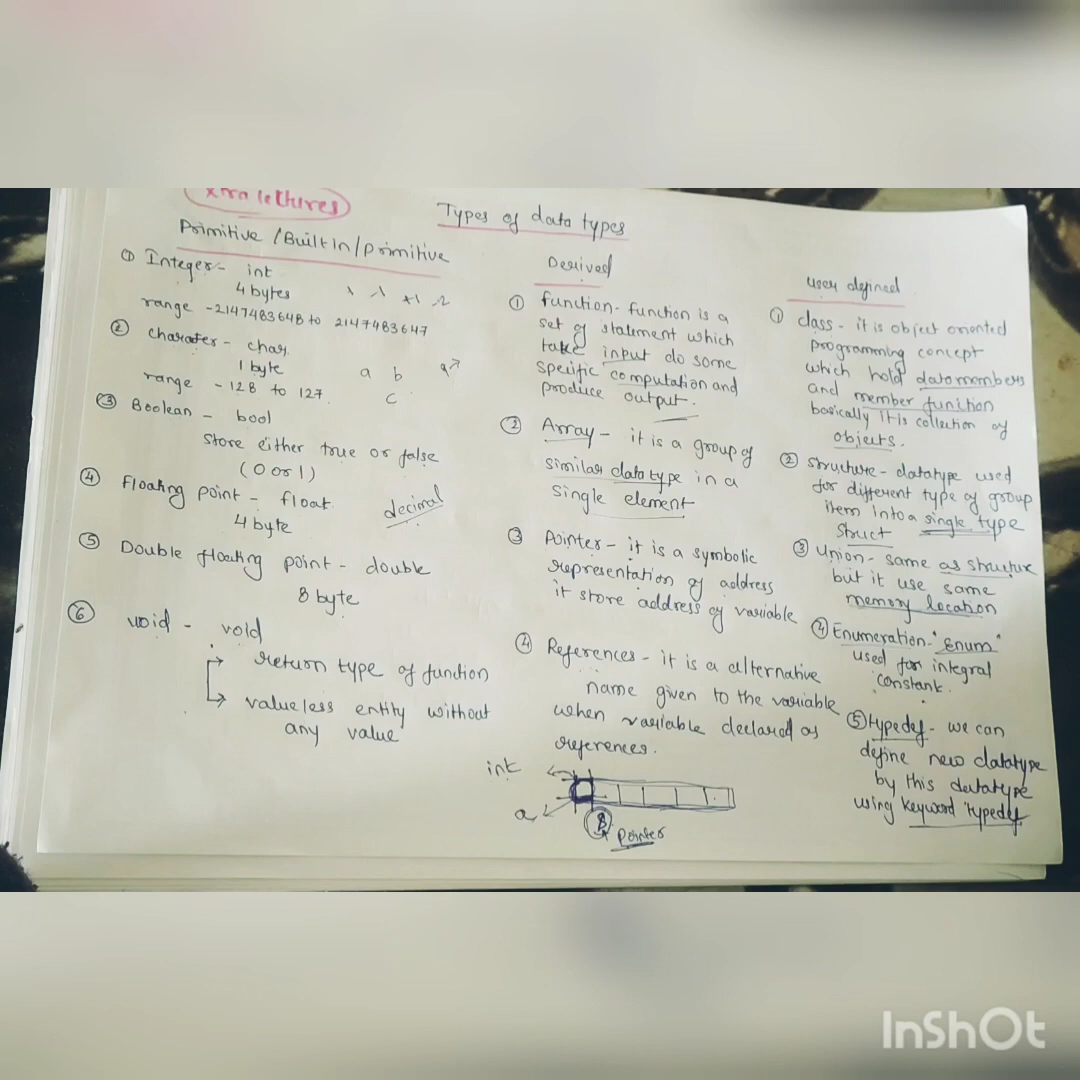 xtra lectures
Types of data types
Primitive / Built In / primitive
① Integer - int
4 bytes
range -2147483648 to 2147483647
② character - char.
1 byte
a b
c
range -128 to 127
③ Boolean - bool
store either true or false
(0 or 1)
④ floating point - float
decimal
4 byte
⑤ Double floating point - double
8 byte
⑥ void - void
return type of function
valueless entity without
any value
Derived
① function - function is a
set of statement which
take input do some
specific computation and
produce output.
② Array - it is a group of
similar data type in a
single element
③ Pointer - it is a symbolic
representation of address
it store address of variable
④ References - it is a alternative
name given to the variable
when variable declared as
references.
int
a
Pointer
user defined
① class - it is object oriented
programming concept
which hold data members
and member function
basically it is collection of
objects.
② structure - datatype used
for different type of group
item into a single type
struct
③ Union - same as structure
but it use same
memory location
④ Enumeration - "Enum"
used for integral
constant.
⑤ typedef - we can
define new datatype
by this datatype
using keyword 'typedef
InShOt